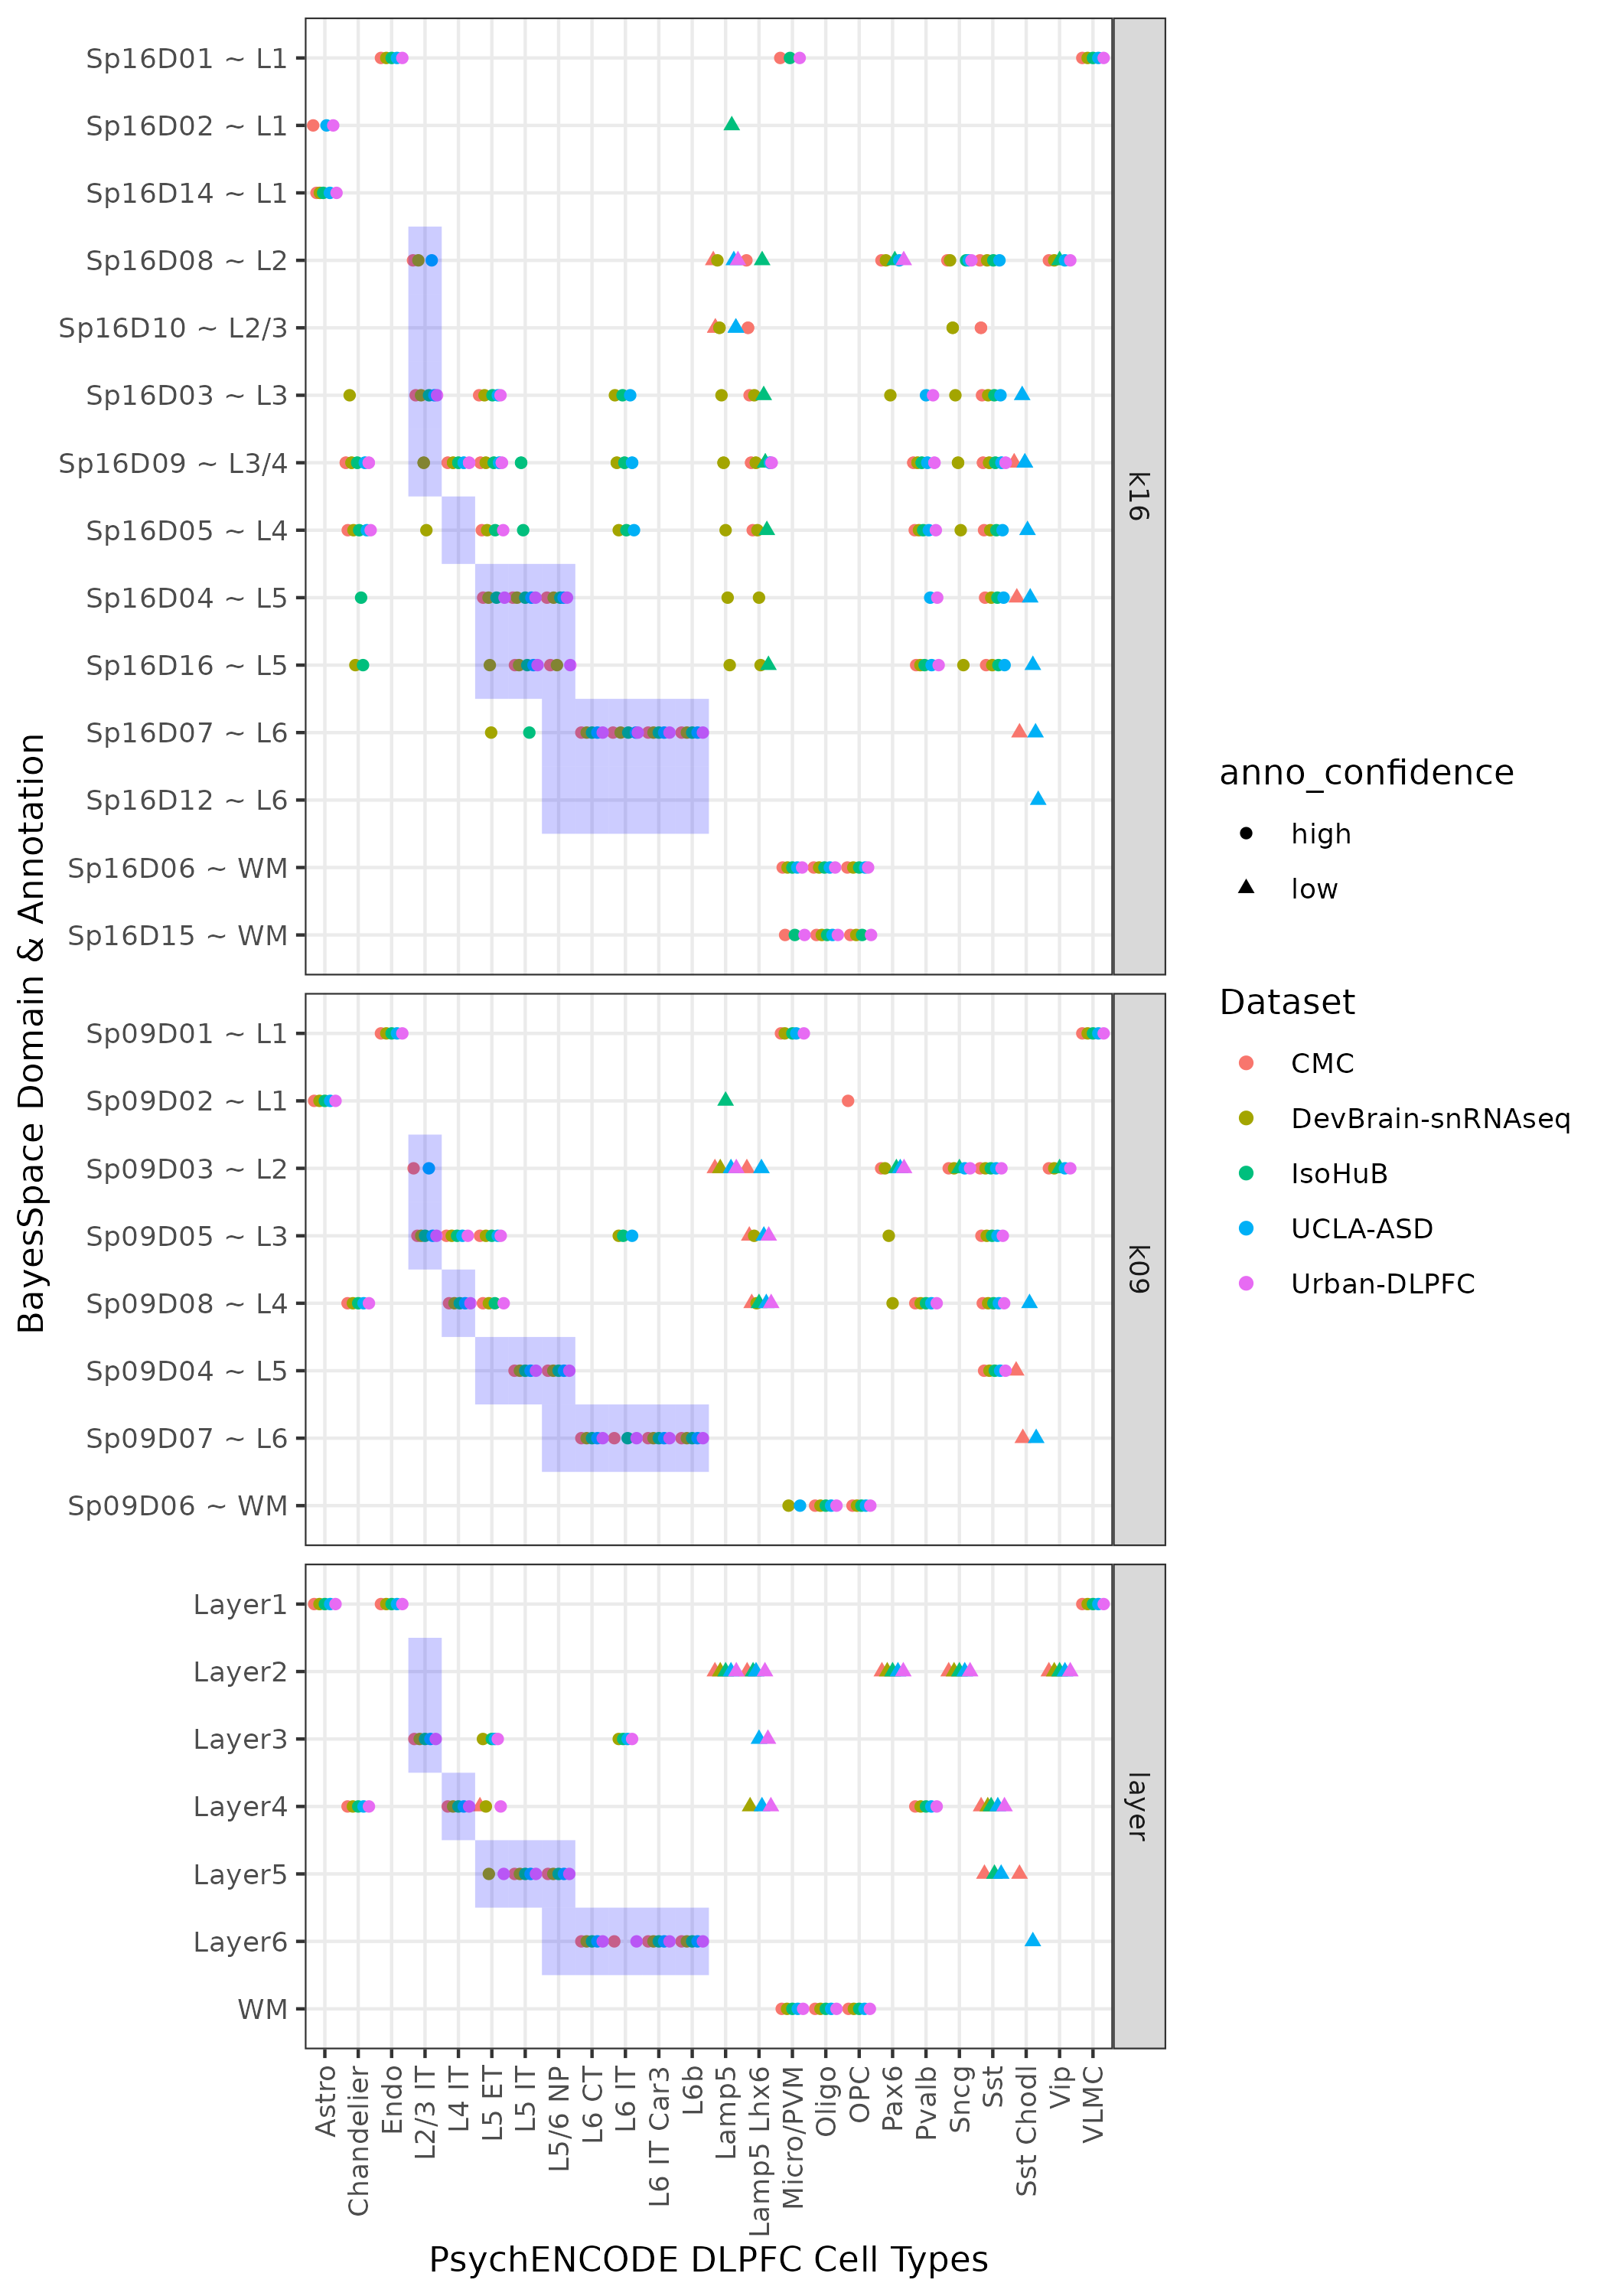 Sp16D01 ~ L1
Sp16D02 ~ L1
Sp16D14 ~ L1
Sp16D08 ~ L2
Sp16D10 ~ L2/3
Sp16D03 ~ L3
Sp16D09 ~ L3/4
Sp16D05 ~ L4
Sp16D04 ~ L5
Sp16D16 ~ L5
Sp16D07 ~ L6
Sp16D12 ~ L6
Sp16D06 ~ WM
Sp16D15 ~ WM
k16
Sp09D01 ~ L1
Sp09D02 ~ L1
Sp09D03 ~ L2
Sp09D05 ~ L3
Sp09D08 ~ L4
Sp09D04 ~ L5
Sp09D07 ~ L6
Sp09D06 ~ WM
k09
Layer1
Layer2
Layer3
Layer4
Layer5
Layer6
WM
layer
BayesSpace Domain & Annotation
Astro
Chandelier
Endo
L2/3 IT
L4 IT
L5 ET
L5 IT
L5/6 NP
L6 CT
L6 IT
L6 IT Car3
L6b
Lamp5
Lamp5 Lhx6
Micro/PVM
Oligo
OPC
Pax6
Pvalb
Sncg
Sst
Sst Chodl
Vip
VLMC
PsychENCODE DLPFC Cell Types
anno_confidence
high
low
Dataset
CMC
DevBrain-snRNAseq
IsoHuB
UCLA-ASD
Urban-DLPFC